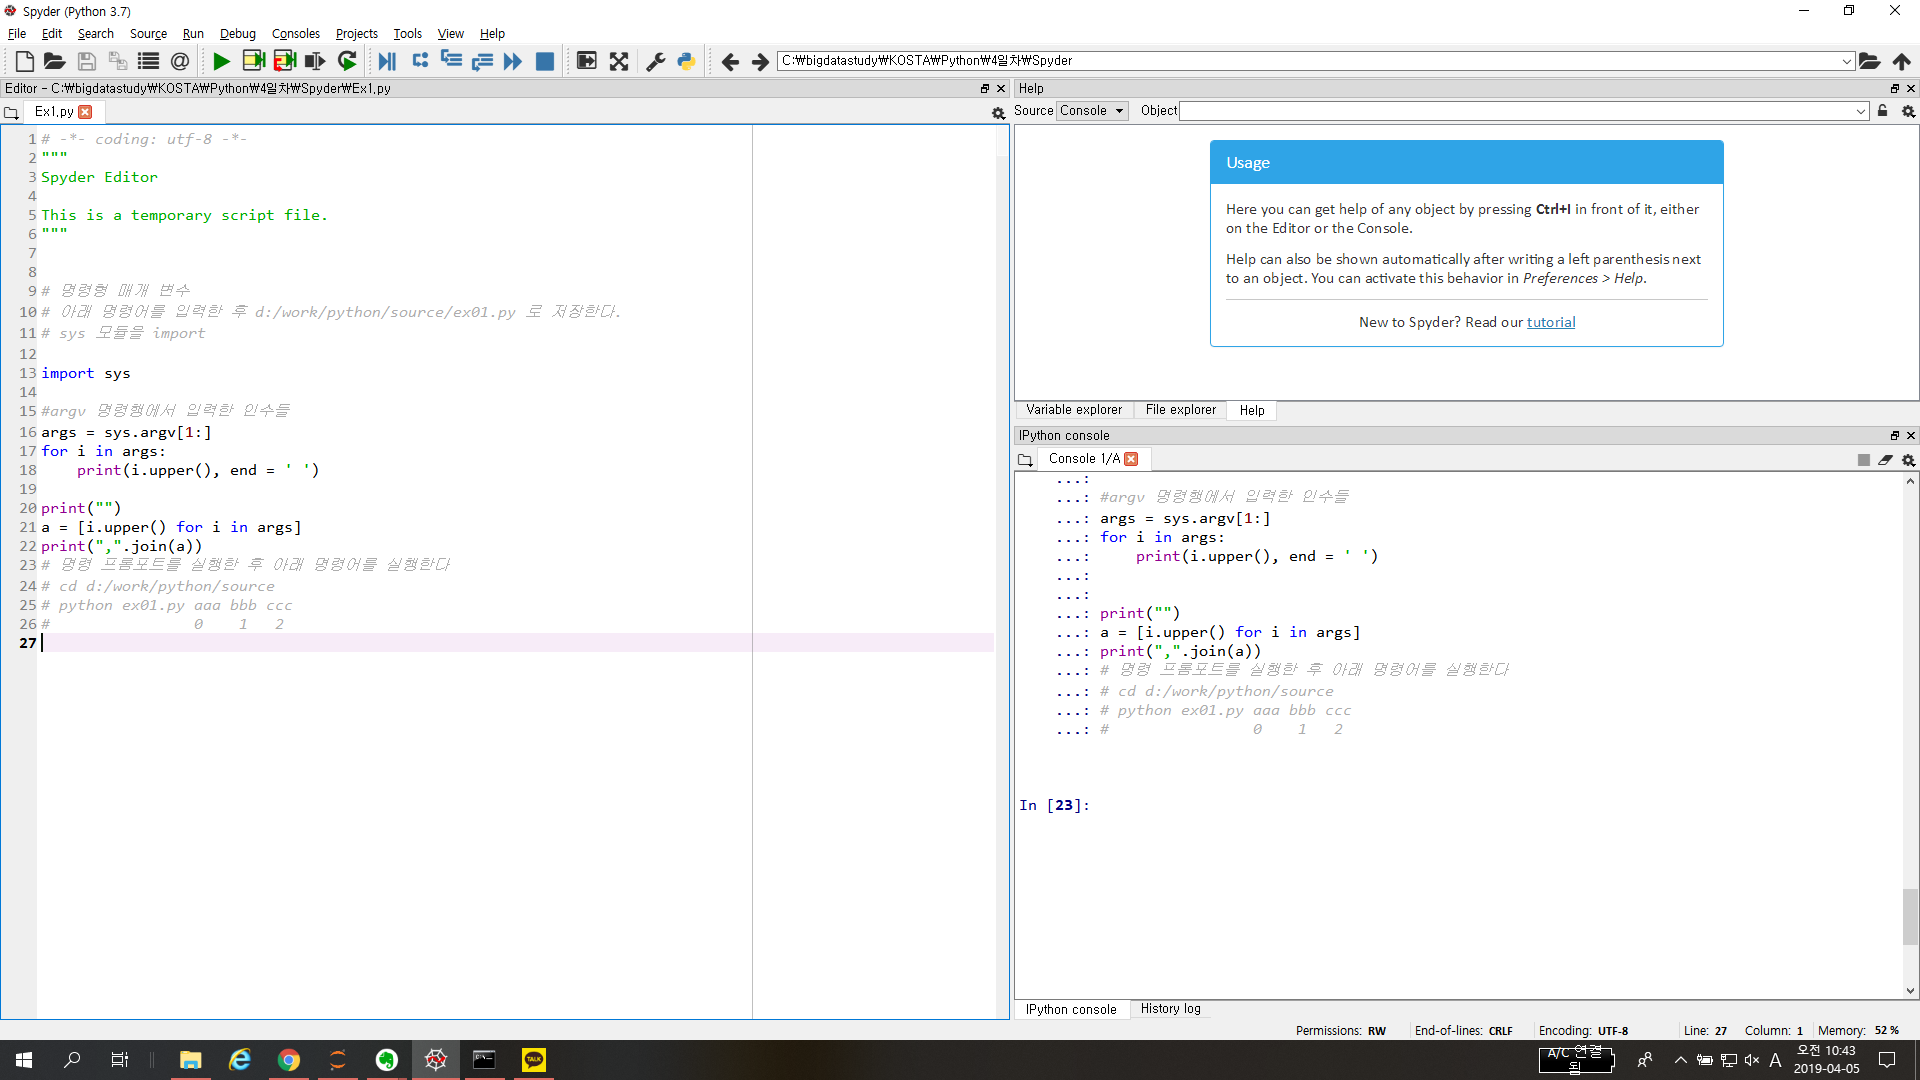 Spyder (Python 3.7)
File Edit Search Source Run Debug Consoles Projects Tools View Help
C:₩bigdatastudy₩KOSTA₩Python₩4일차₩Spyder
Editor - C:₩bigdatastudy₩KOSTA₩Python₩4일차₩Spyder₩Ex1.py
Ex1.py
1 # -*- coding: utf-8 -*-
2 """
3 Spyder Editor
4
5 This is a temporary script file.
6 """
7
8
9 # 명령형 매개 변수
10 # 아래 명령어를 입력한 후 d:/work/python/source/ex01.py 로 저장한다.
11 # sys 모듈을 import
12
13 import sys
14
15 #argv 명령행에서 입력한 인수들
16 args = sys.argv[1:]
17 for i in args:
18     print(i.upper(), end = ' ')
19
20 print("")
21 a = [i.upper() for i in args]
22 print(",".join(a))
23 # 명령 프롬포트를 실행한 후 아래 명령어를 실행한다
24 # cd d:/work/python/source
25 # python ex01.py aaa bbb ccc
26 #                0    1   2
27
Help
Source Console Object
Usage
Here you can get help of any object by pressing Ctrl+I in front of it, either
on the Editor or the Console.
Help can also be shown automatically after writing a left parenthesis next
to an object. You can activate this behavior in Preferences > Help.
New to Spyder? Read our tutorial
Variable explorer File explorer Help
IPython console
Console 1/A
...:
...: #argv 명령행에서 입력한 인수들
...: args = sys.argv[1:]
...: for i in args:
...:     print(i.upper(), end = ' ')
...:
...:
...: print("")
...: a = [i.upper() for i in args]
...: print(",".join(a))
...: # 명령 프롬포트를 실행한 후 아래 명령어를 실행한다
...: # cd d:/work/python/source
...: # python ex01.py aaa bbb ccc
...: #                0    1   2
In [23]:
IPython console History log
Permissions: RW End-of-lines: CRLF Encoding: UTF-8 Line: 27 Column: 1 Memory: 52 %
TALK
A/C 연결
됨
A
오전 10:43
2019-04-05